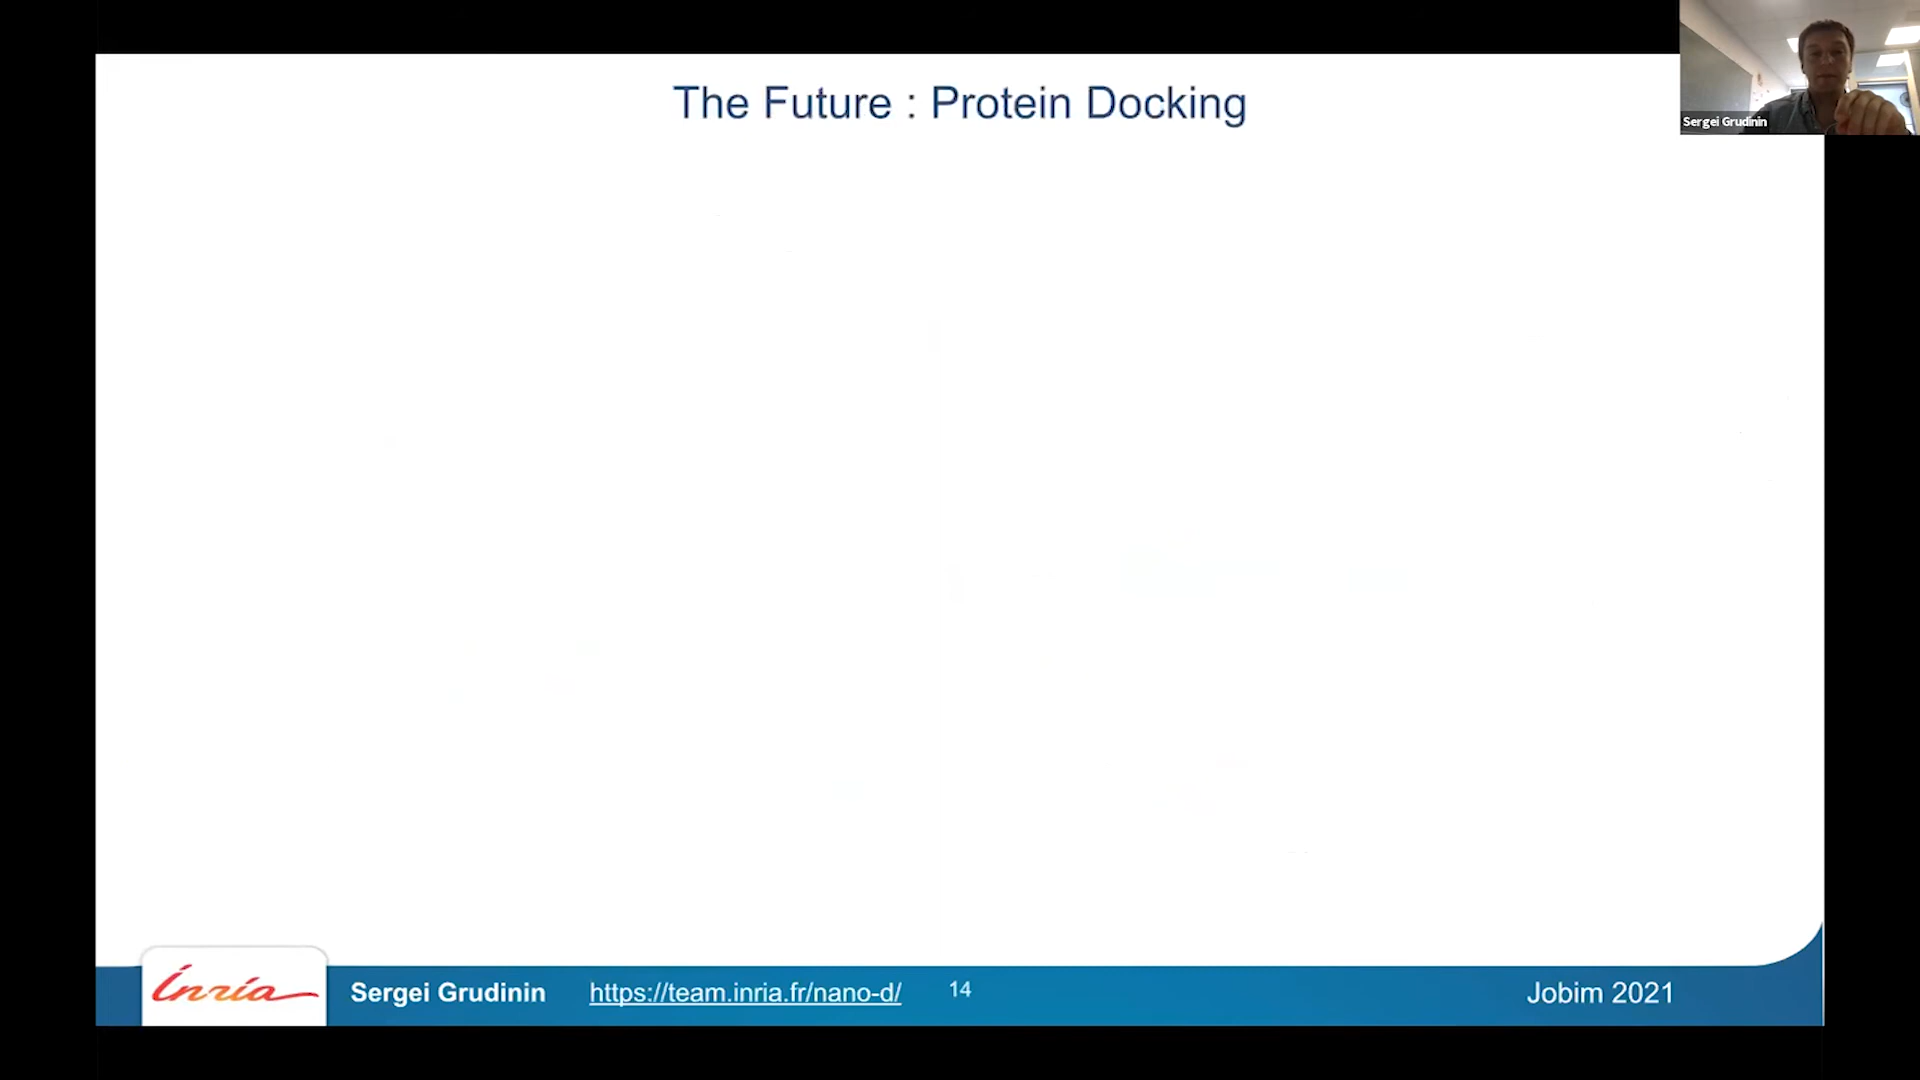 The Future : Protein Docking
Sergei Grudinin
Inria
Sergei Grudinin
https://team.inria.fr/nano-d/
14
Jobim 2021